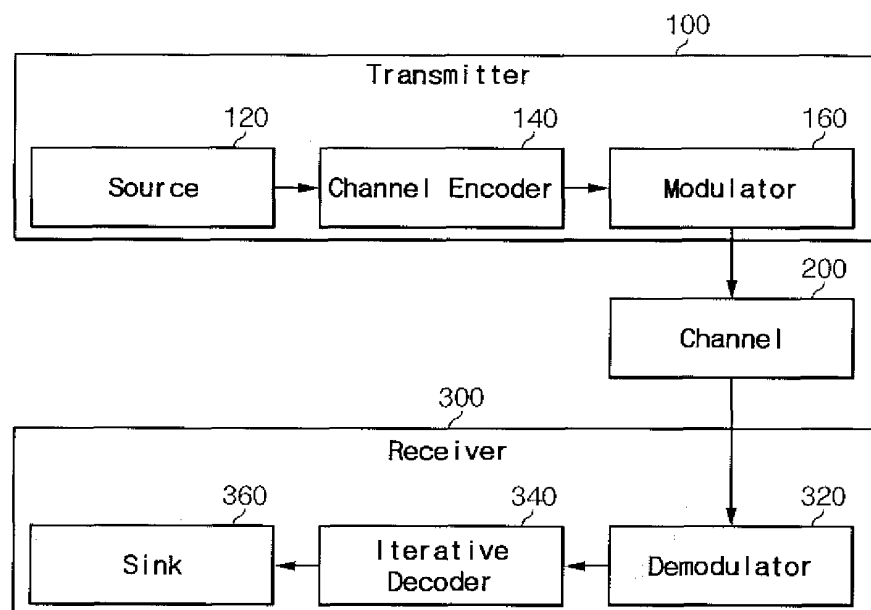 100
Transmitter
120
140
160
Source
Channel Encoder
Modulator
200
Channel
300
Receiver
360
340
320
Sink
Iterative
Decoder
Demodulator